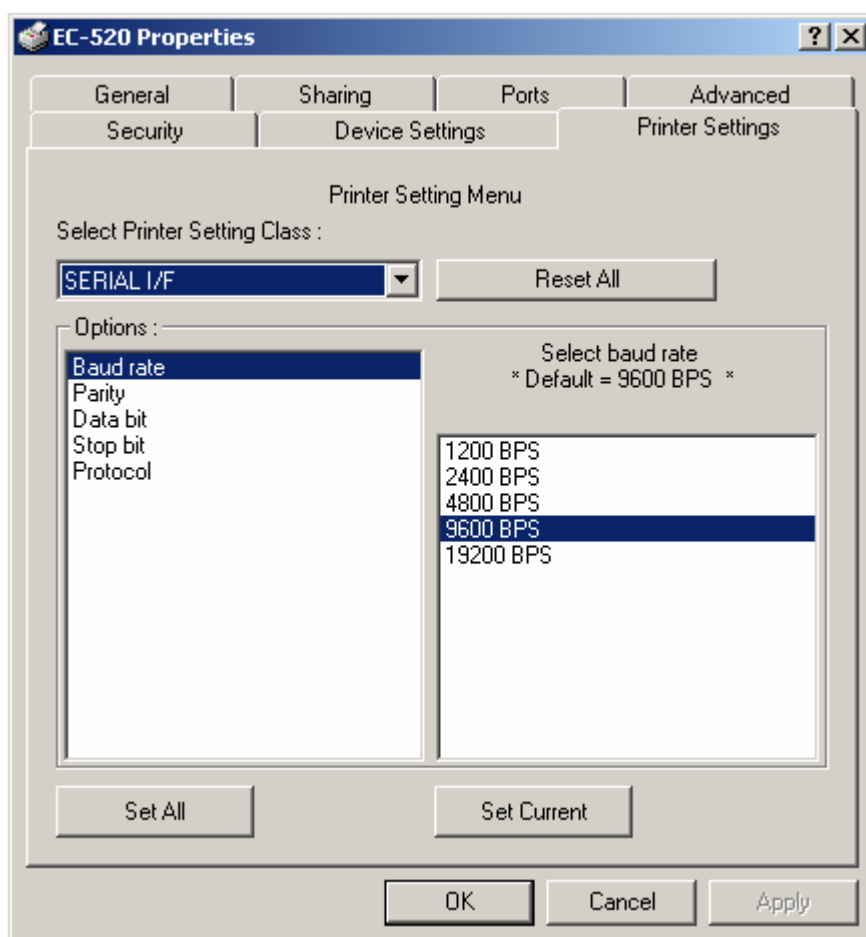 EC-520 Properties
General Sharing Ports Advanced
Security Device Settings Printer Settings
Printer Setting Menu
Select Printer Setting Class :
SERIAL I/F Reset All
Options :
Baud rate
Parity
Data bit
Stop bit
Protocol
Select baud rate
* Default = 9600 BPS *
1200 BPS
2400 BPS
4800 BPS
9600 BPS
19200 BPS
Set All Set Current
OK Cancel Apply